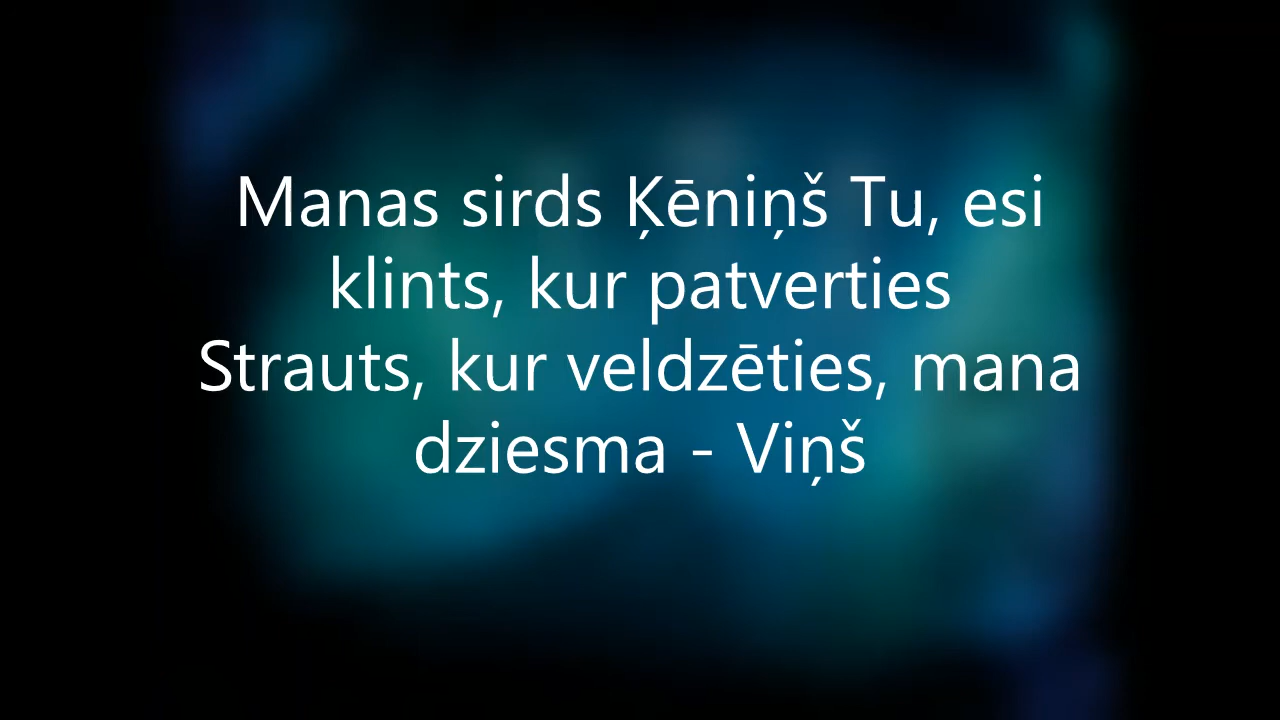 Manas sirds Ķēniņš Tu, esi
klints, kur patverties
Strauts, kur veldzēties, mana
dziesma - Viņš